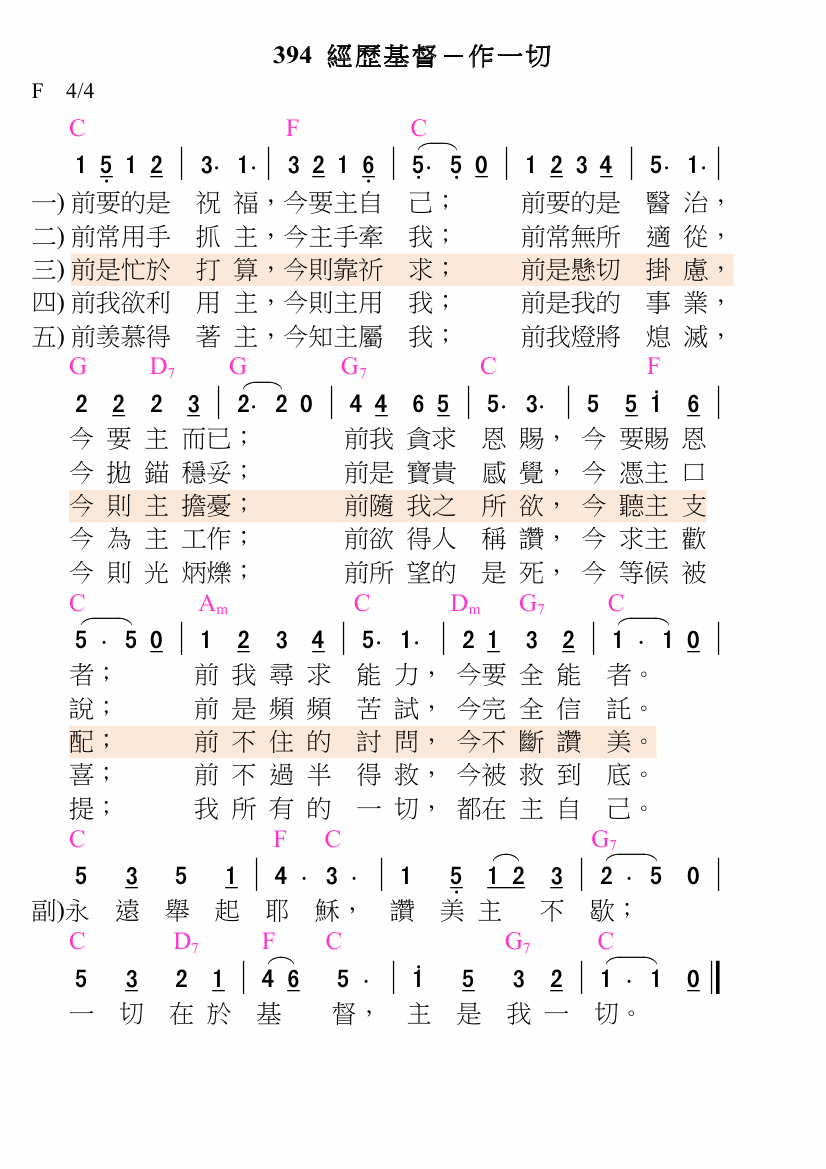 394 經歷基督－作一切
F 4/4
C F C
1 5 1 2 | 3. 1. | 3 2 1 6 | 5. 5 0 | 1 2 3 4 | 5. 1. |
一) 前要的是 祝 福，今要主自 己； 前要的是 醫 治，
二) 前常用手 抓 主，今主手牽 我； 前常無所 適 從，
三) 前是忙於 打 算，今則靠祈 求； 前是懸切 掛 慮，
四) 前我欲利 用 主，今則主用 我； 前是我的 事 業，
五) 前羨慕得 著 主，今知主屬 我； 前我燈將 熄 滅，
G D7 G G7 C F
2 2 2 3 | 2. 2 0 | 4 4 6 5 | 5. 3. | 5 5 1 6 |
今 要 主 而已； 前我 貪求 恩 賜， 今 要賜 恩
今 拋 錨 穩妥； 前是 寶貴 感 覺， 今 憑主 口
今 則 主 擔憂； 前隨 我之 所 欲， 今 聽主 支
今 為 主 工作； 前欲 得人 稱 讚， 今 求主 歡
今 則 光 炳爍； 前所 望的 是 死， 今 等候 被
C Am C Dm G7 C
5 . 5 0 | 1 2 3 4 | 5. 1. | 2 1 3 2 | 1 . 1 0 |
者； 前 我 尋 求 能 力， 今要 全 能 者。
說； 前 是 頻 頻 苦 試， 今完 全 信 託。
配； 前 不 住 的 討 問， 今不 斷 讚 美。
喜； 前 不 過 半 得 救， 今被 救 到 底。
提； 我 所 有 的 一 切， 都在 主 自 己。
C F C G7
5 3 5 1 | 4 . 3 . | 1 5 1 2 3 | 2 . 5 0 |
副)永 遠 舉 起 耶 穌， 讚 美 主 不 歇；
C D7 F C G7 C
5 3 2 1 | 4 6 5 . | 1 5 3 2 | 1 . 1 0 ‖
一 切 在 於 基 督， 主 是 我 一 切。